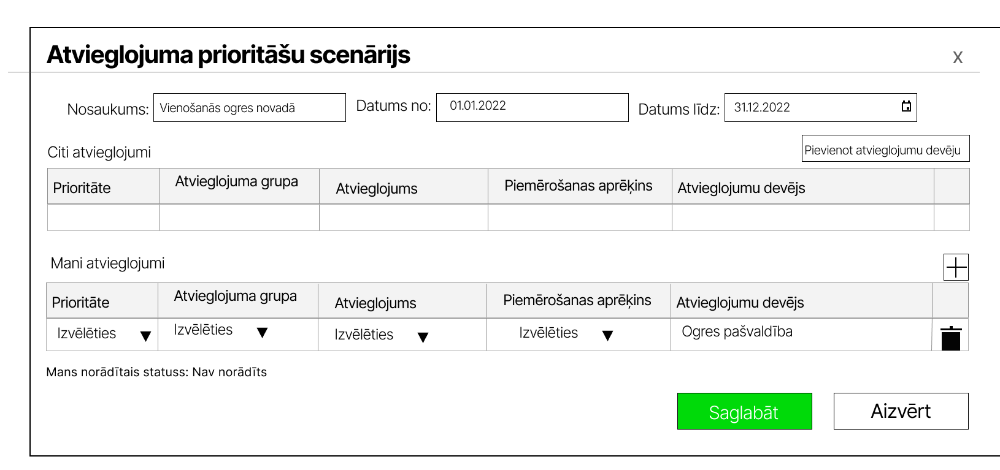 Atvieglojuma prioritāšu scenārijs
X
Nosaukums: Vienošanās ogres novadā Datums no: 01.01.2022 Datums līdz: 31.12.2022
Citi atvieglojumi
Pievienot atvieglojumu devēju
Prioritāte Atvieglojuma grupa Atvieglojums Piemērošanas aprēķins Atvieglojumu devējs
Mani atvieglojumi
Prioritāte Atvieglojuma grupa Atvieglojums Piemērošanas aprēķins Atvieglojumu devējs
Izvēlēties Izvēlēties Izvēlēties Izvēlēties Ogres pašvaldība
Mans norādītais statuss: Nav norādīts
Saglabāt Aizvērt